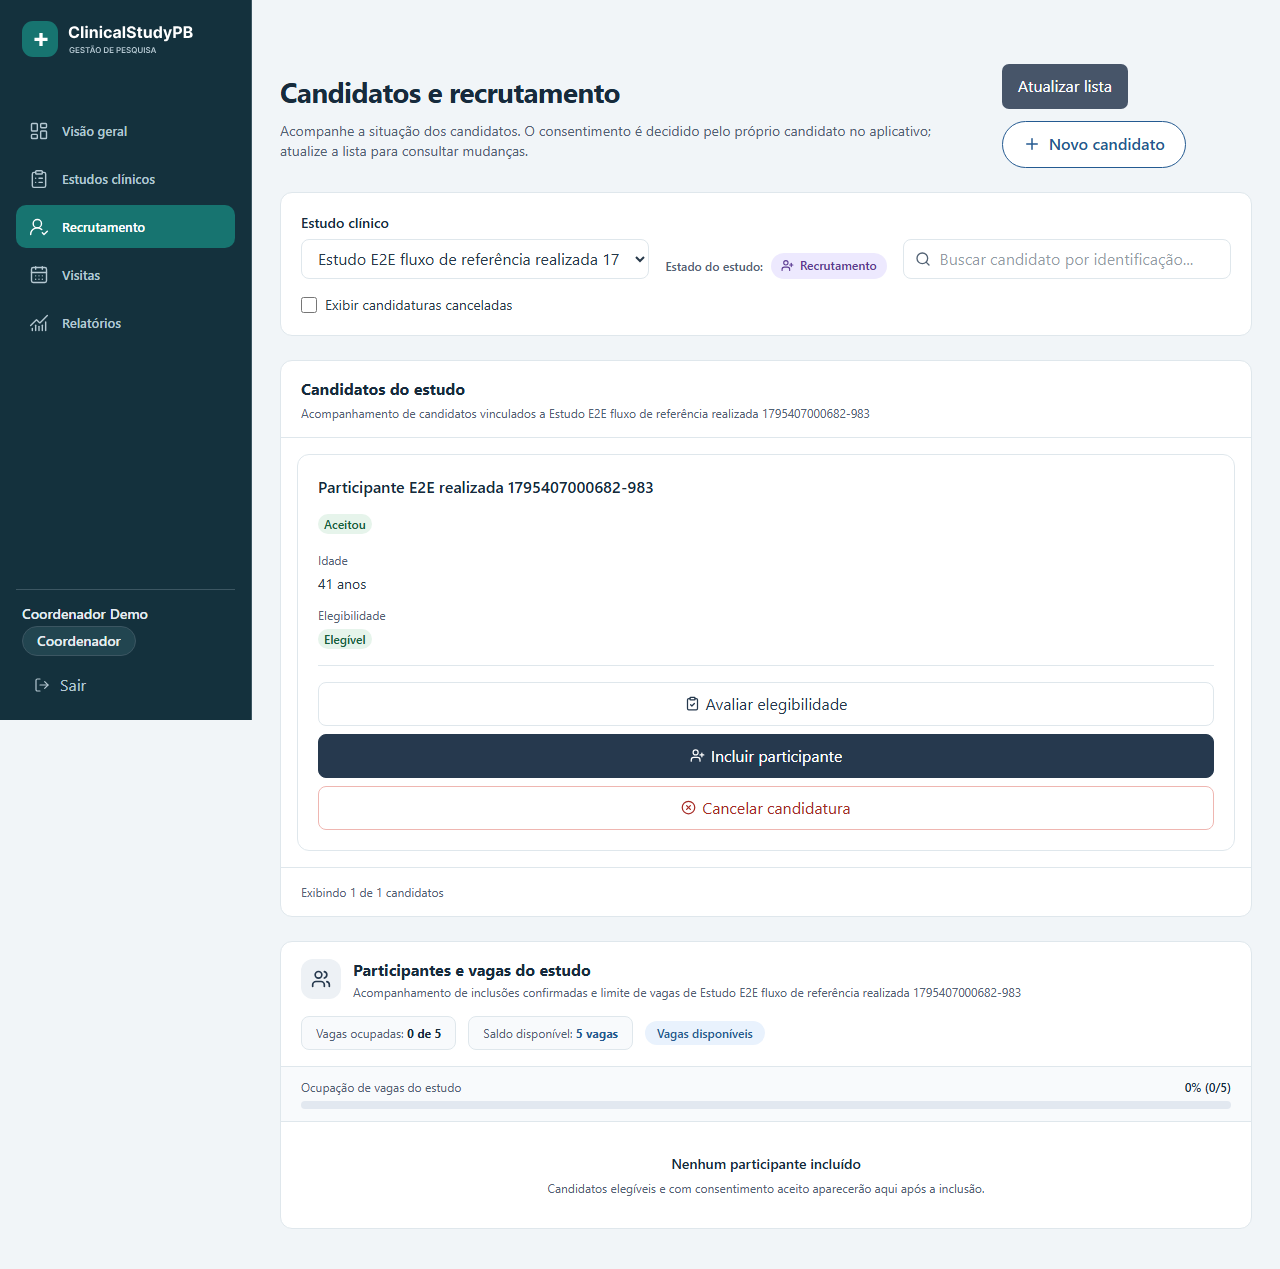 ClinicalStudyPB
GESTÃO DE PESQUISA
Visão geral
Estudos clínicos
Recrutamento
Visitas
Relatórios
Coordenador Demo
Coordenador
Sair
Candidatos e recrutamento
Acompanhe a situação dos candidatos. O consentimento é decidido pelo próprio candidato no aplicativo;
atualize a lista para consultar mudanças.
Atualizar lista
Novo candidato
Estudo clínico
Estudo E2E fluxo de referência realizada 17
Estado do estudo:
Recrutamento
Buscar candidato por identificação...
Exibir candidaturas canceladas
Candidatos do estudo
Acompanhamento de candidatos vinculados a Estudo E2E fluxo de referência realizada 1795407000682-983
Participante E2E realizada 1795407000682-983
Aceitou
Idade
41 anos
Elegibilidade
Elegível
Avaliar elegibilidade
Incluir participante
Cancelar candidatura
Exibindo 1 de 1 candidatos
Participantes e vagas do estudo
Acompanhamento de inclusões confirmadas e limite de vagas de Estudo E2E fluxo de referência realizada 1795407000682-983
Vagas ocupadas: 0 de 5
Saldo disponível: 5 vagas
Vagas disponíveis
Ocupação de vagas do estudo
0% (0/5)
Nenhum participante incluído
Candidatos elegíveis e com consentimento aceito aparecerão aqui após a inclusão.